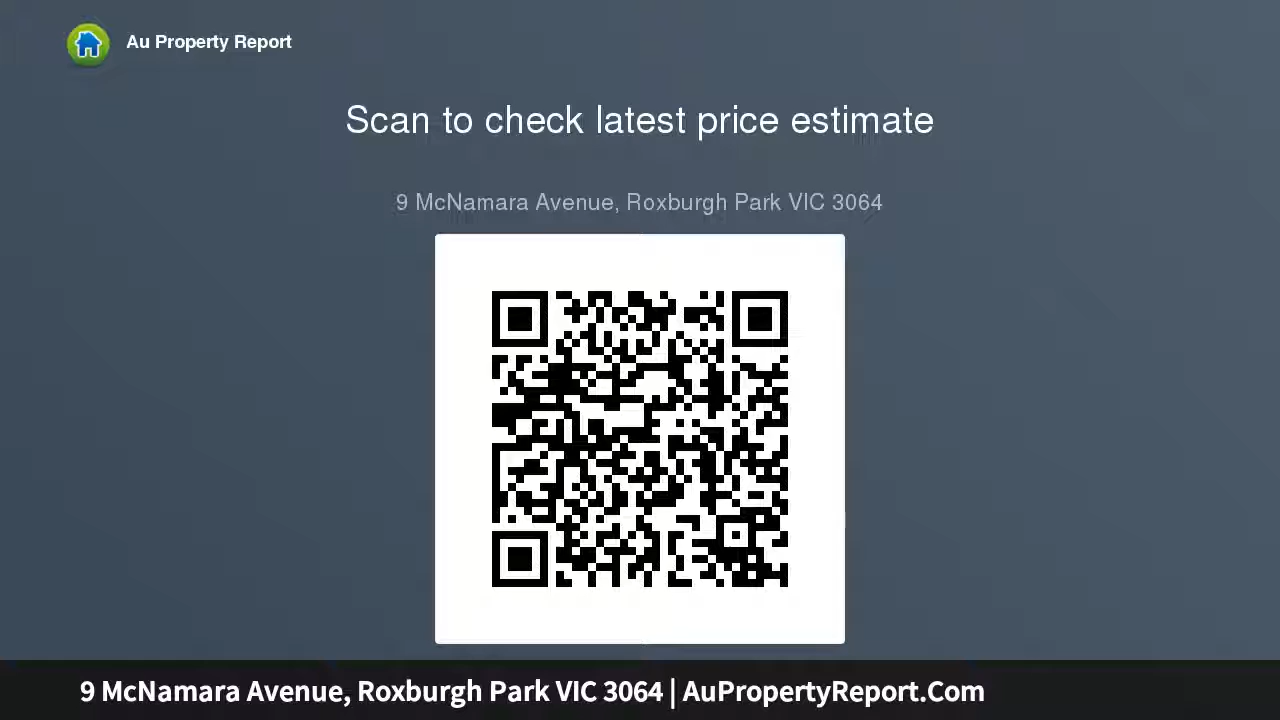 Au Property Report
Scan to check latest price estimate
9 McNamara Avenue, Roxburgh Park VIC 3064
9 McNamara Avenue, Roxburgh Park VIC 3064 | AuPropertyReport.Com